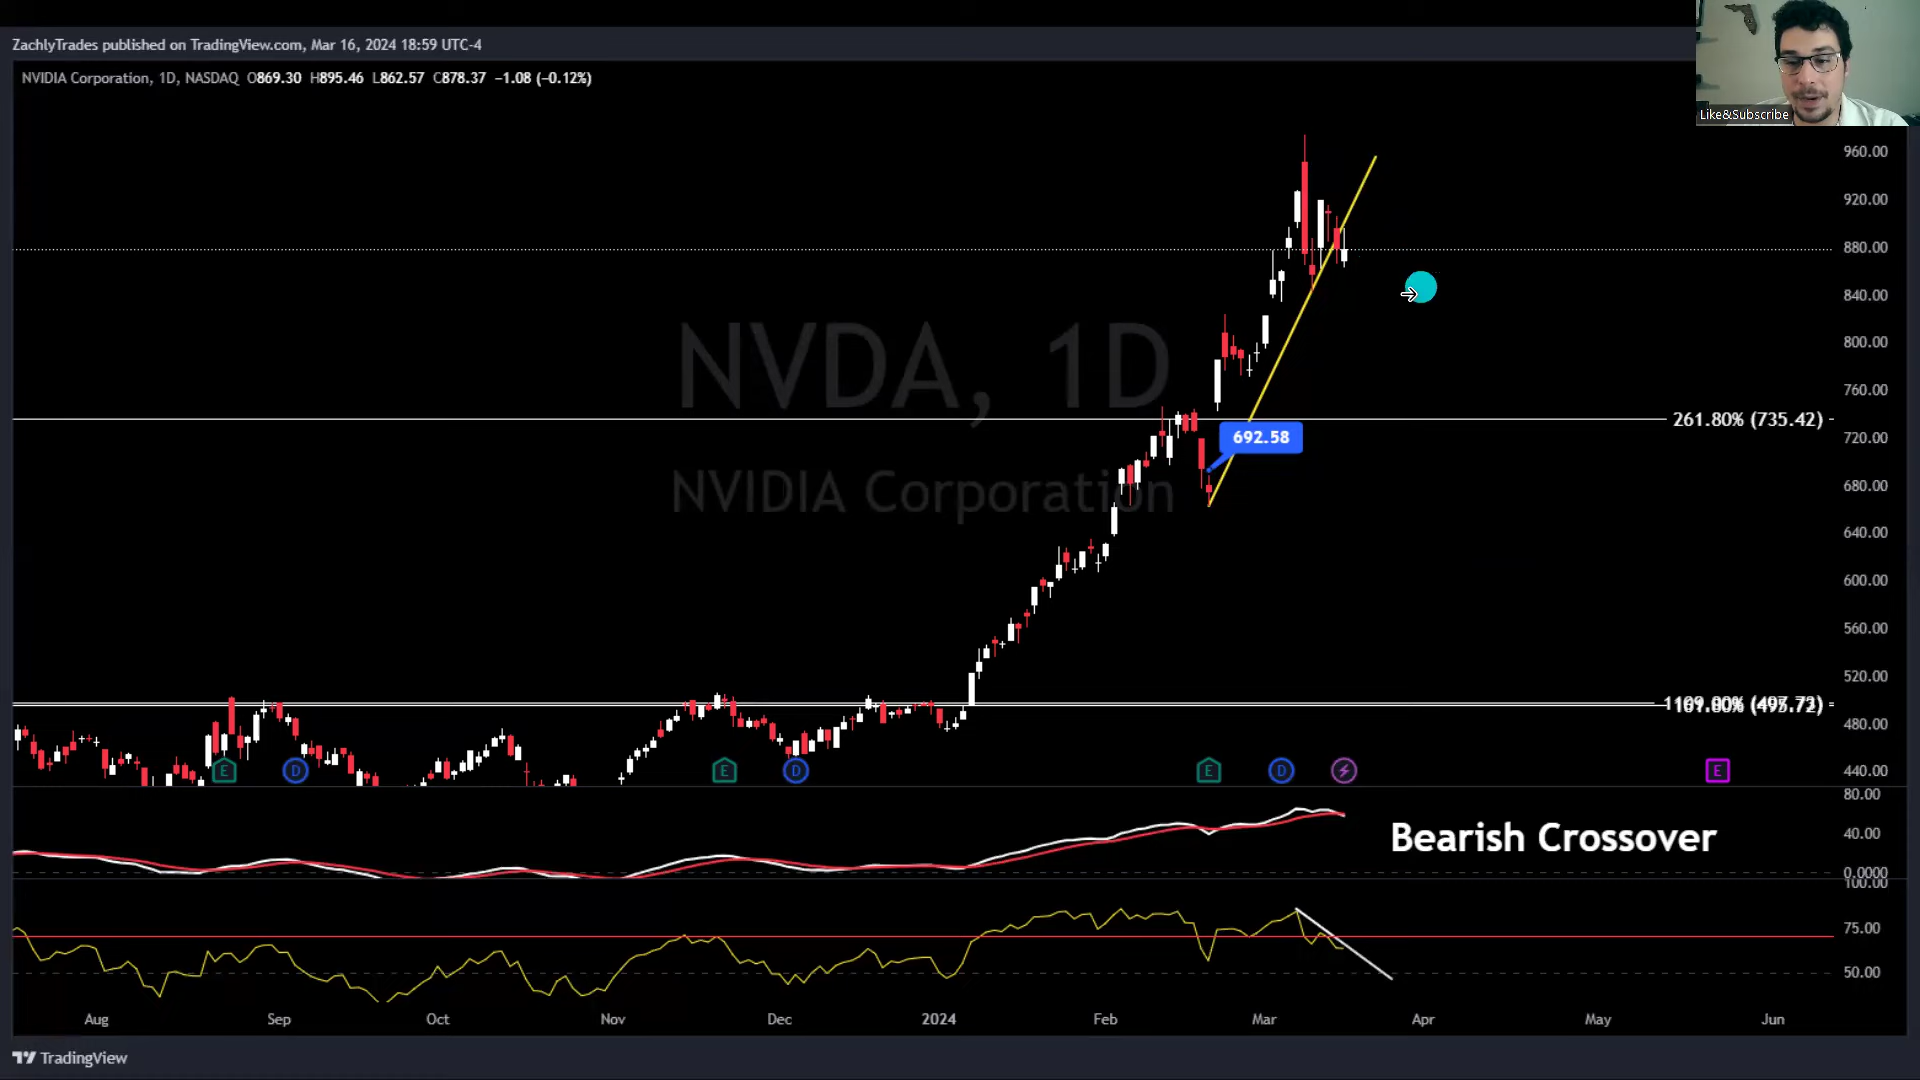 ZachlyTrades published on TradingView.com, Mar 16, 2024 18:59 UTC-4
NVIDIA Corporation, 1D, NASDAQ O869.30 H895.46 L862.57 C878.37 −1.08 (−0.12%)
Like&Subscribe
960.00
920.00
880.00
840.00
800.00
760.00
NVDA, 1D
261.80% (735.42)
692.58
720.00
NVIDIA Corporation
680.00
640.00
600.00
560.00
520.00
161.80% (495.72)
480.00
E D E D E D E
440.00
80.00
Bearish Crossover
40.00
0.0000
100.00
75.00
50.00
Aug Sep Oct Nov Dec 2024 Feb Mar Apr May Jun
TradingView